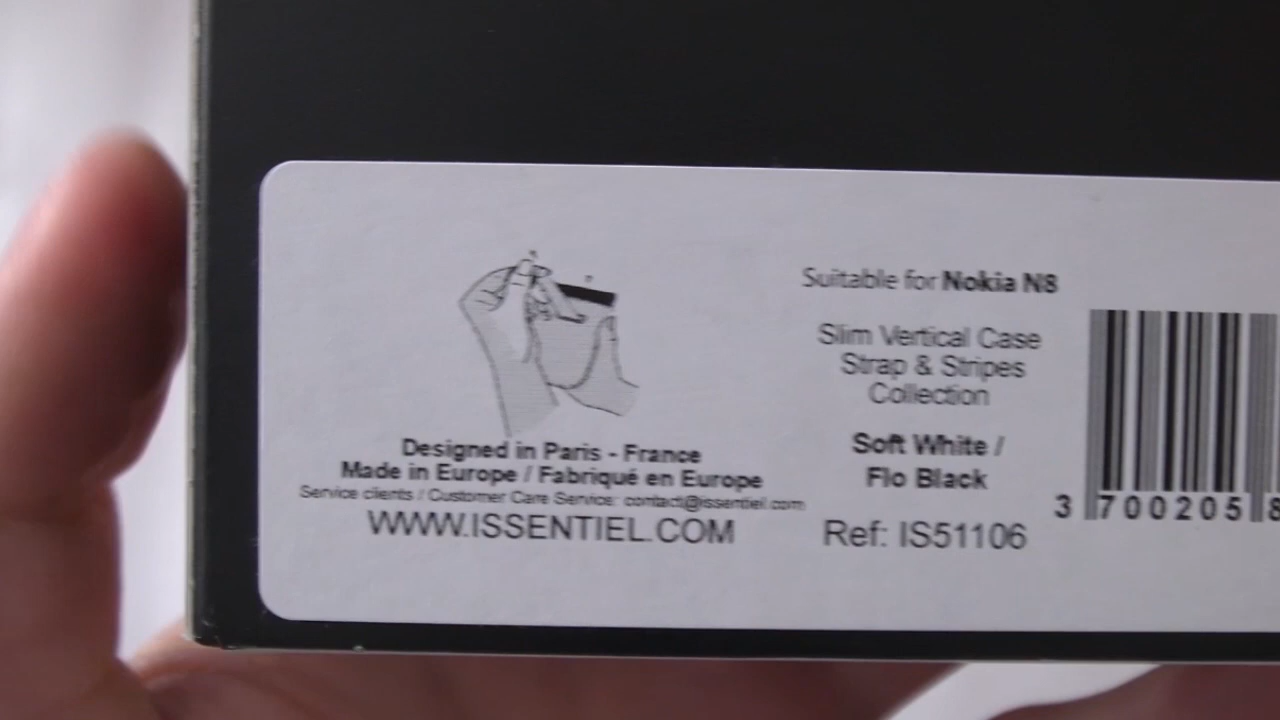 Suitable for Nokia N8
Slim Vertical Case
Strap & Stripes
Collection
Soft White /
Flo Black
Ref: IS51106
Designed in Paris - France
Made in Europe / Fabriqué en Europe
Service clients / Customer Care Service: contact@issentiel.com
WWW.ISSENTIEL.COM
3 700205 8